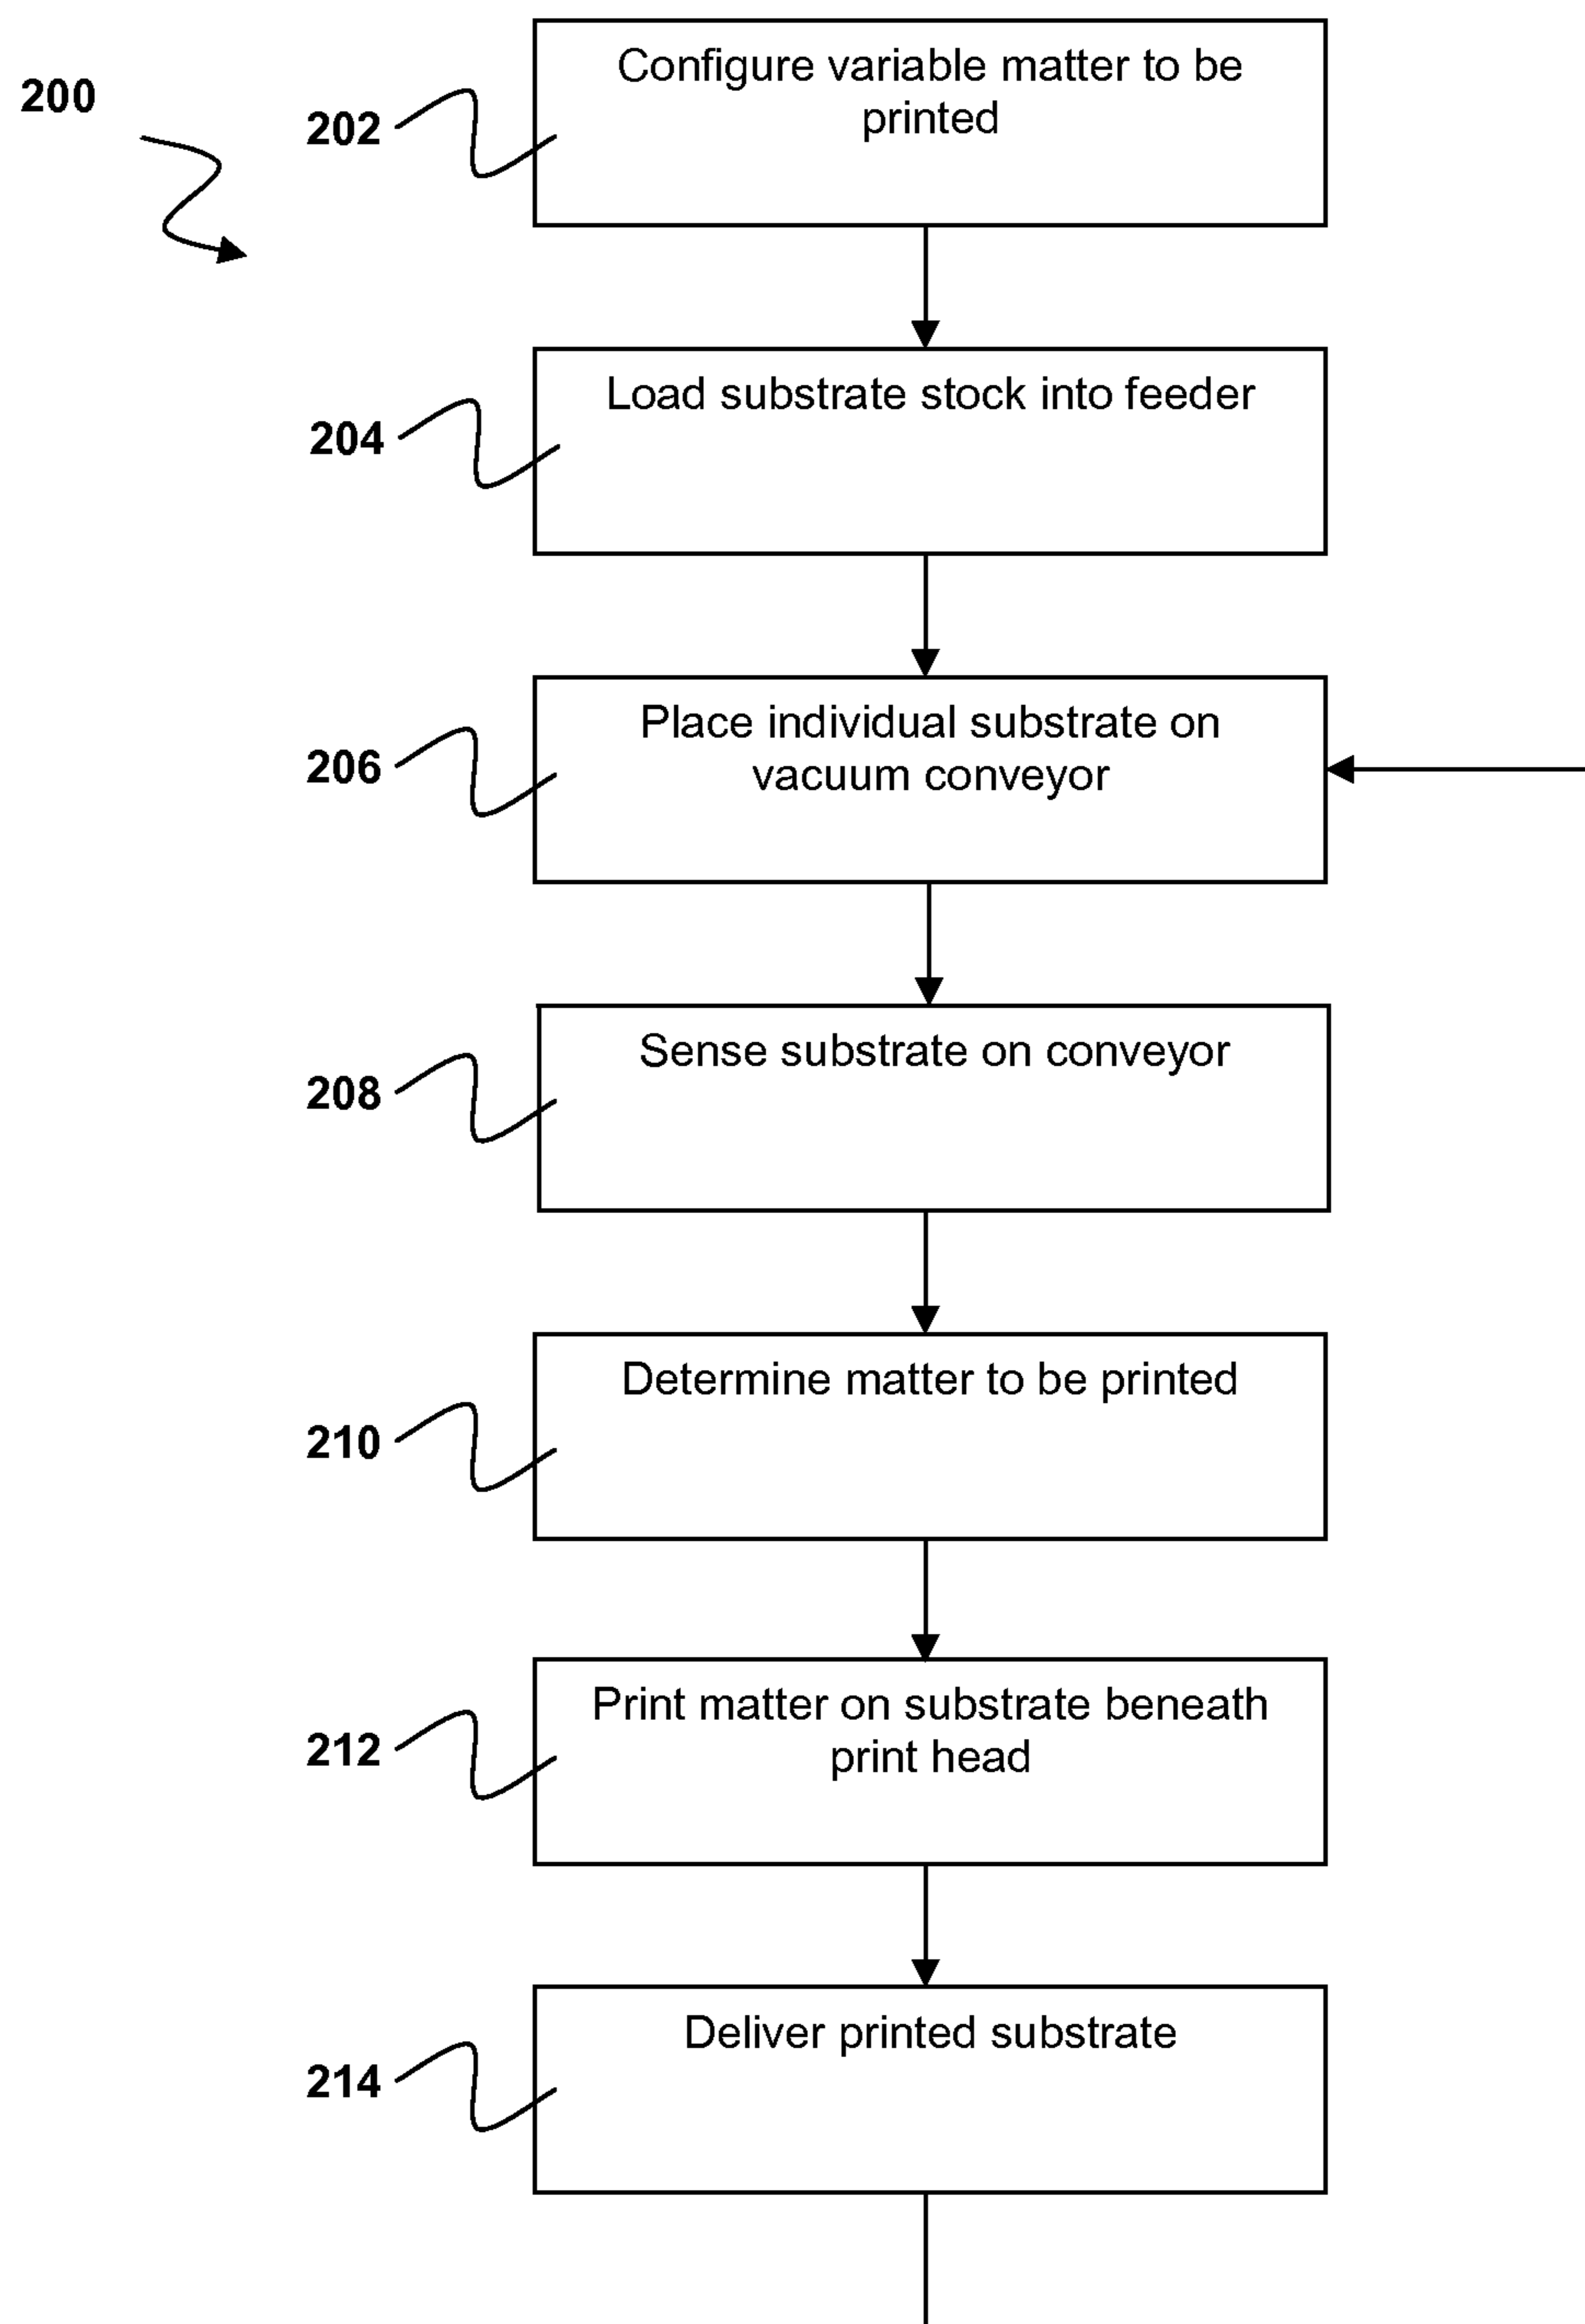 200
202
Configure variable matter to be
printed
204
Load substrate stock into feeder
206
Place individual substrate on
vacuum conveyor
208
Sense substrate on conveyor
210
Determine matter to be printed
212
Print matter on substrate beneath
print head
214
Deliver printed substrate